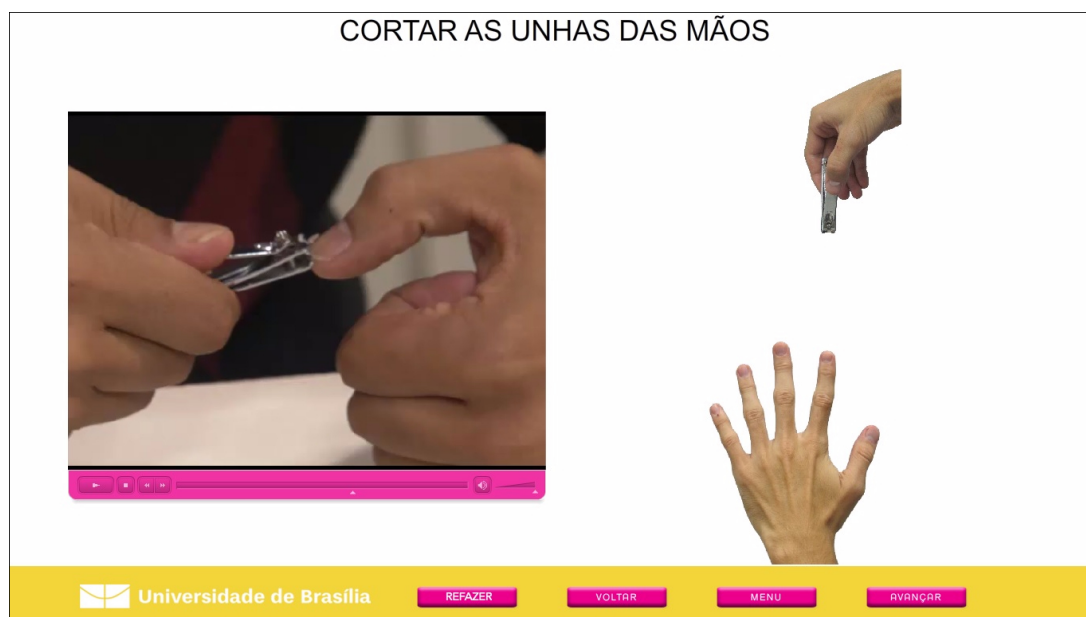 CORTAR AS UNHAS DAS MÃOS
Universidade de Brasília
REFAZER
VOLTAR
MENU
AVANÇAR